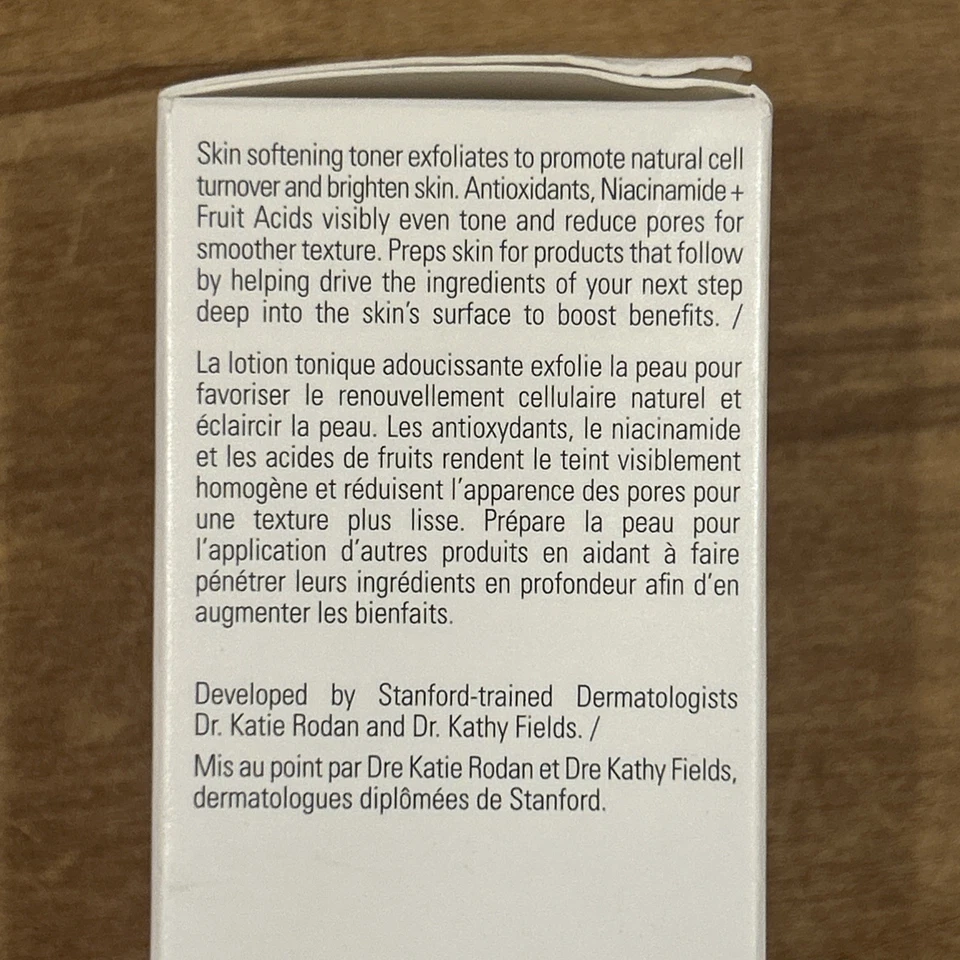 Skin softening toner exfoliates to promote natural cell
turnover and brighten skin. Antioxidants, Niacinamide +
Fruit Acids visibly even tone and reduce pores for
smoother texture. Preps skin for products that follow
by helping drive the ingredients of your next step
deep into the skin's surface to boost benefits. /
La lotion tonique adoucissante exfolie la peau pour
favoriser le renouvellement cellulaire naturel et
éclaircir la peau. Les antioxydants, le niacinamide
et les acides de fruits rendent le teint visiblement
homogène et réduisent l'apparence des pores pour
une texture plus lisse. Prépare la peau pour
l'application d'autres produits en aidant à faire
pénétrer leurs ingrédients en profondeur afin d'en
augmenter les bienfaits.
Developed by Stanford-trained Dermatologists
Dr. Katie Rodan and Dr. Kathy Fields. /
Mis au point par Dre Katie Rodan et Dre Kathy Fields,
dermatologues diplômées de Stanford.